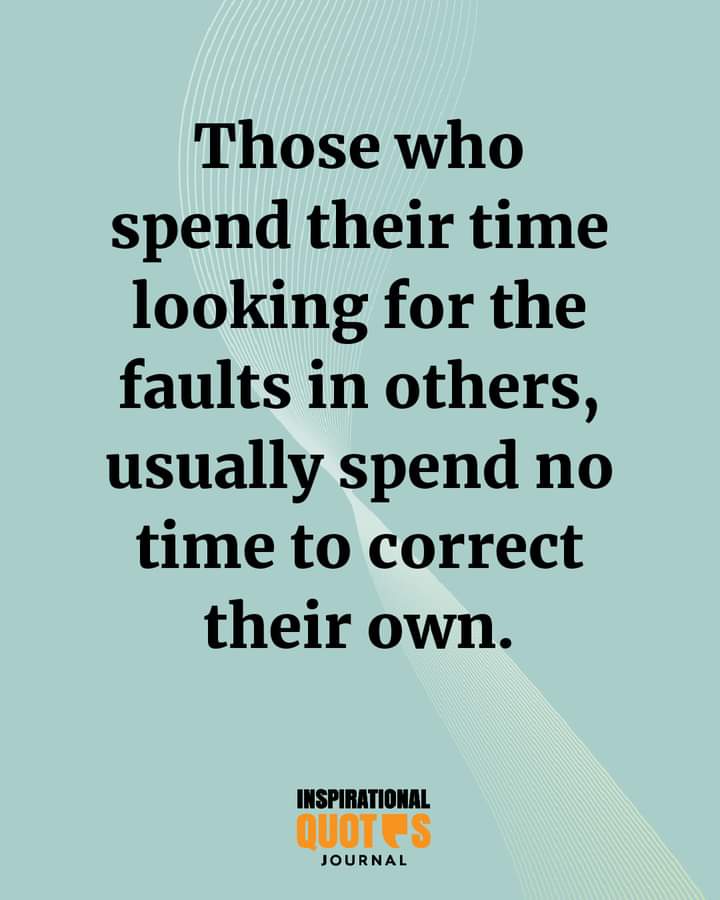 Those who
spend their time
looking for the
faults in others,
usually spend no
time to correct
their own.
INSPIRATIONAL
QUOTES
JOURNAL